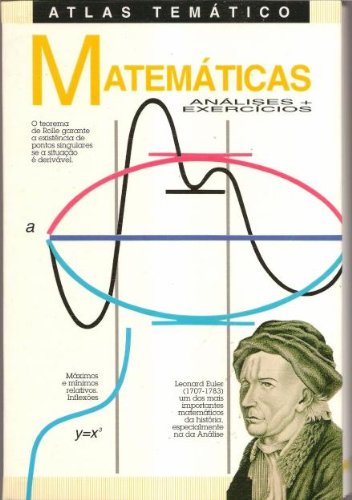 ATLAS TEMÁTICO
MATEMÁTICAS
ANÁLISES +
EXERCÍCIOS
O teorema
de Rolle garante
a existência de
pontos singulares
se a situação
é derivável.
a
Máximos
e mínimos
relativos.
Inflexões
y=x³
Leonard Euler
(1707-1783)
um dos mais
importantes
matemáticos
da história,
especialmente
na da Análise